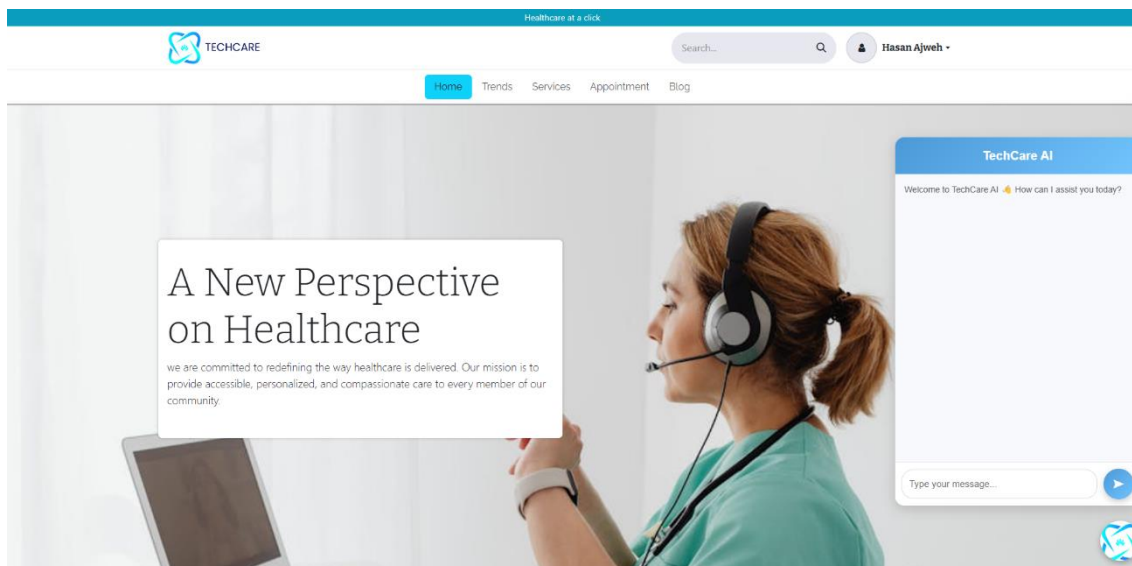 Healthcare at a click
TECHCARE
Search...
Hasan Ajweh
Home Trends Services Appointment Blog
TechCare AI
Welcome to TechCare AI 👋 How can I assist you today?
A New Perspective
on Healthcare
we are committed to redefining the way healthcare is delivered. Our mission is to
provide accessible, personalized, and compassionate care to every member of our
community.
Type your message...